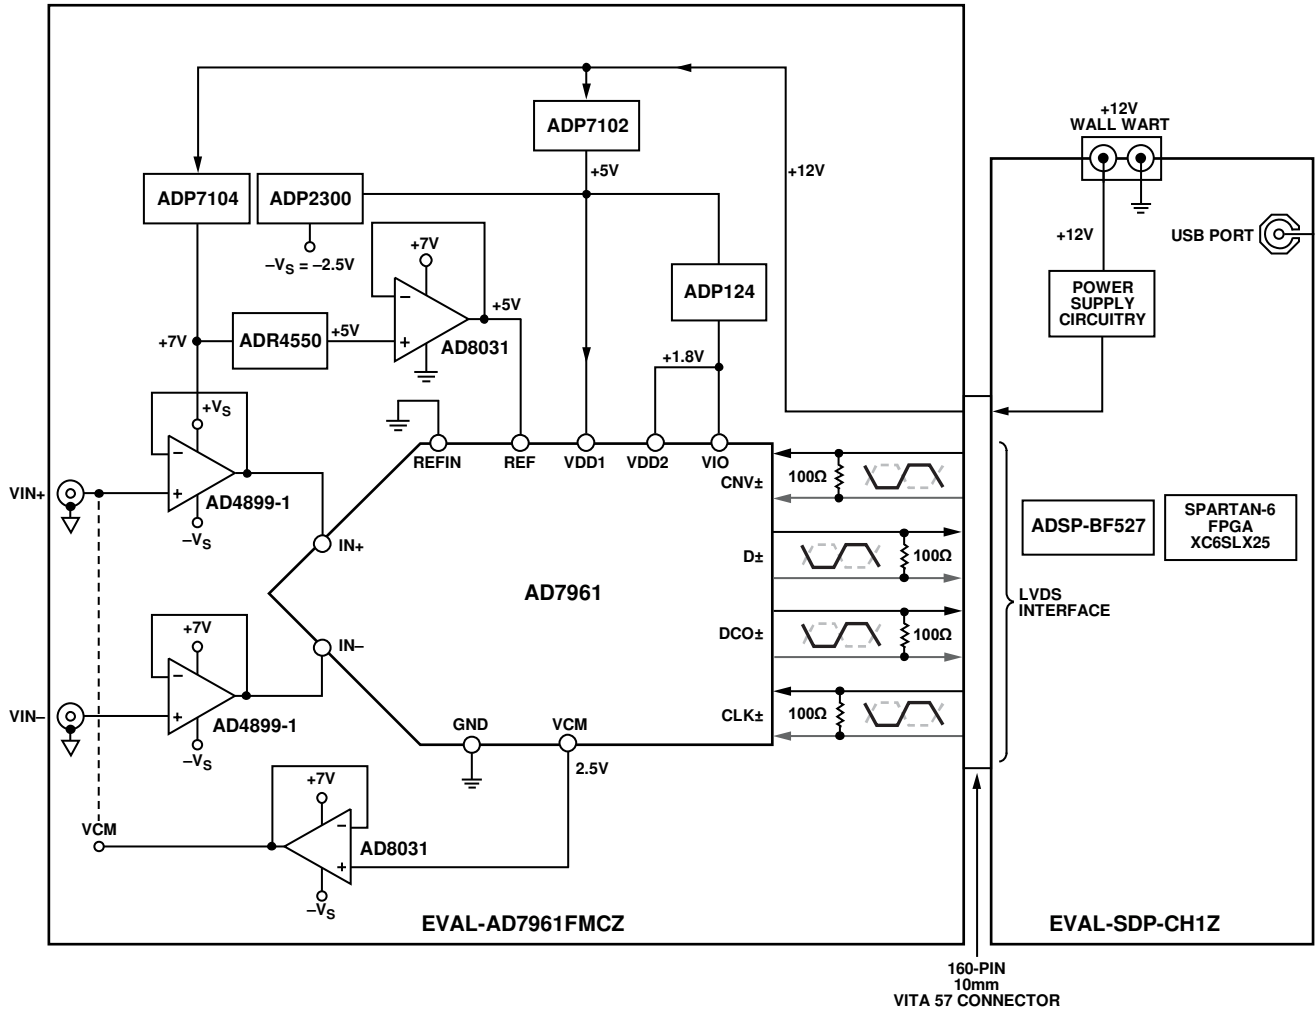 +12V
WALL WART
ADP7102
+5V
+12V
ADP7104
ADP2300
–VS = –2.5V
+7V
+12V
USB PORT
ADP124
POWER
SUPPLY
CIRCUITRY
+5V
+7V
ADR4550
+5V
AD8031
+1.8V
+VS
REFIN
REF
VDD1
VDD2
VIO
VIN+
AD4899-1
–VS
IN+
CNV±
100Ω
D±
100Ω
ADSP-BF527
SPARTAN-6
FPGA
XC6SLX25
AD7961
LVDS
INTERFACE
DCO±
100Ω
+7V
IN–
VIN–
AD4899-1
–VS
GND
VCM
CLK±
100Ω
2.5V
+7V
VCM
AD8031
–VS
EVAL-AD7961FMCZ
EVAL-SDP-CH1Z
160-PIN
10mm
VITA 57 CONNECTOR